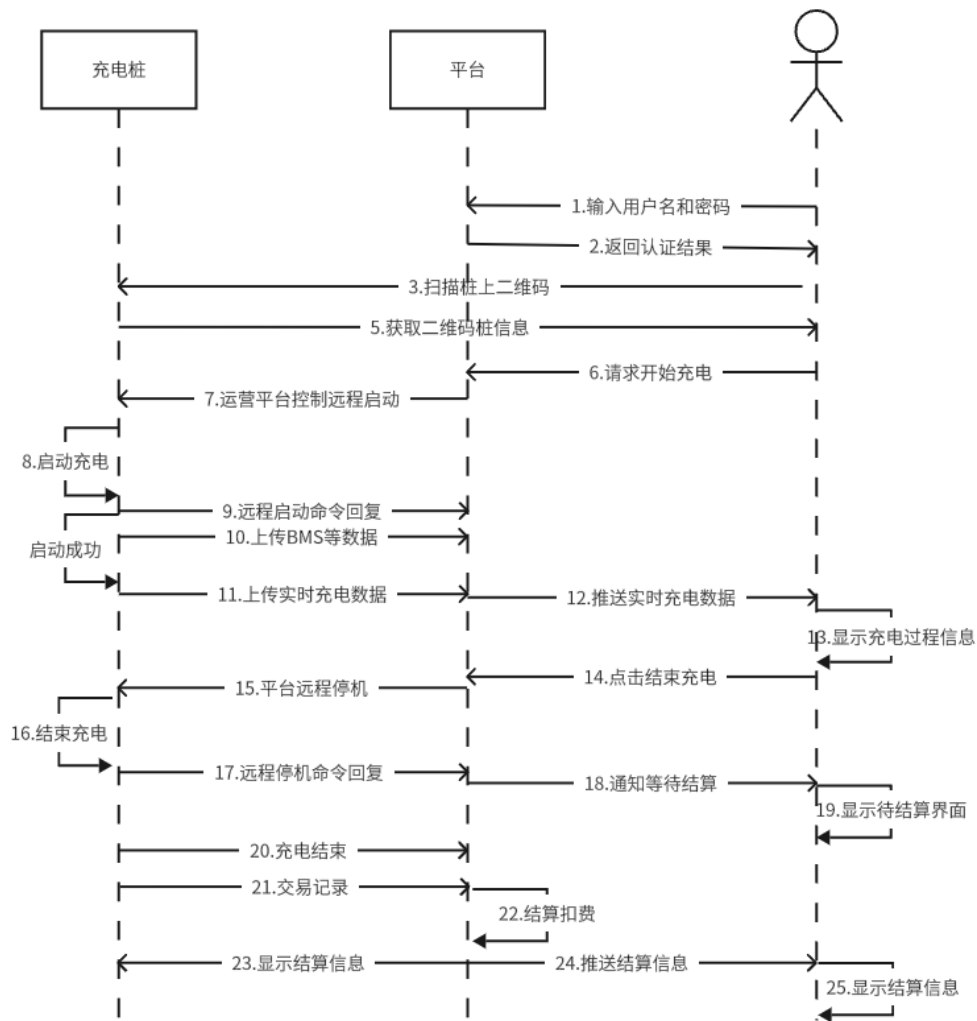 充电桩
平台
1.输入用户名和密码
2.返回认证结果
3.扫描桩上二维码
5.获取二维码桩信息
6.请求开始充电
7.运营平台控制远程启动
8.启动充电
9.远程启动命令回复
10.上传BMS等数据
启动成功
11.上传实时充电数据
12.推送实时充电数据
13.显示充电过程信息
14.点击结束充电
15.平台远程停机
16.结束充电
17.远程停机命令回复
18.通知等待结算
19.显示待结算界面
20.充电结束
21.交易记录
22.结算扣费
23.显示结算信息
24.推送结算信息
25.显示结算信息